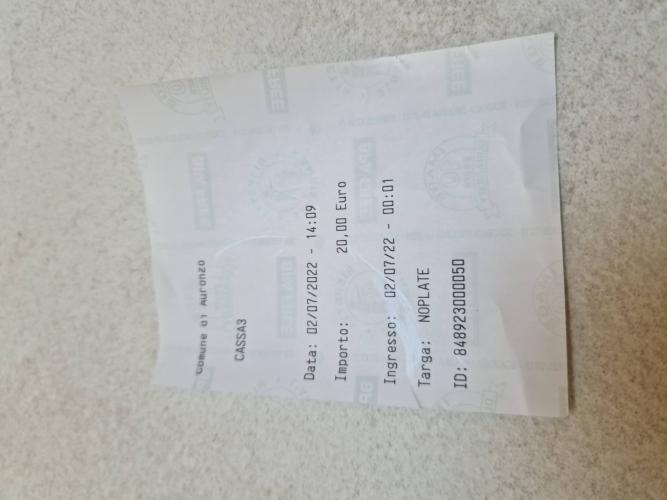 Comune di Auronzo
CASSA3
Data: 02/07/2022 - 14:09
Importo: 20,00 Euro
Ingresso: 02/07/22 - 00:01
Targa: NOPLATE
ID: 848923000050